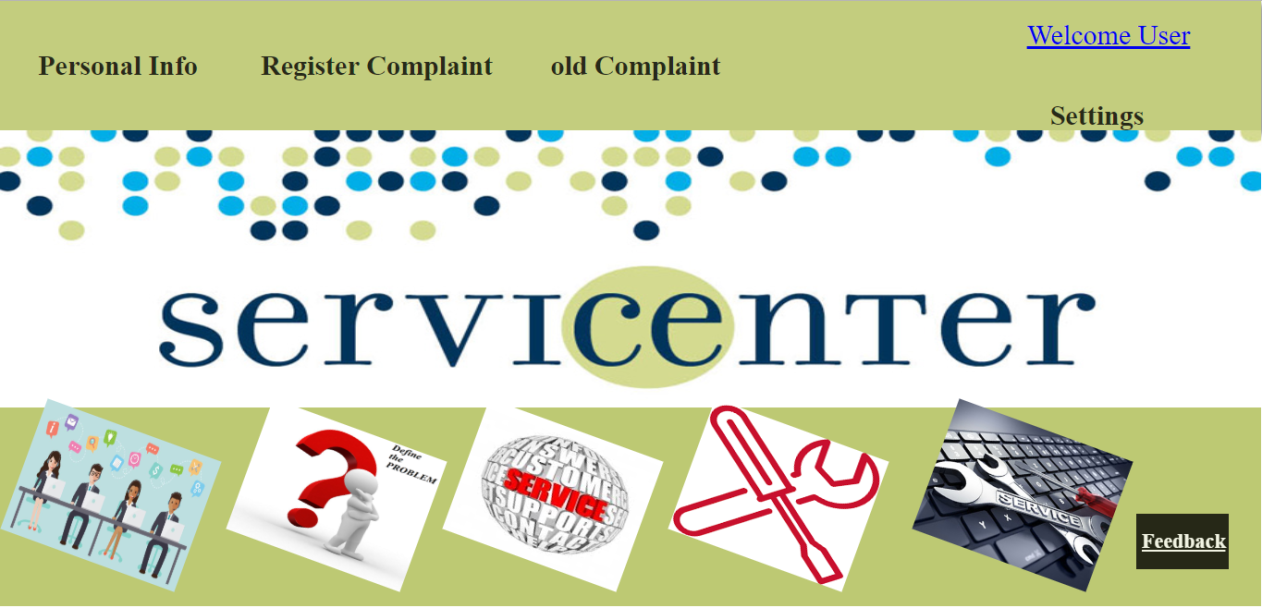 Welcome User
Personal Info
Register Complaint
old Complaint
Settings
servicenter
Define
the
PROBLEM
CUSTOMER
SERVICE
SUPPORT
SERVICE
Feedback